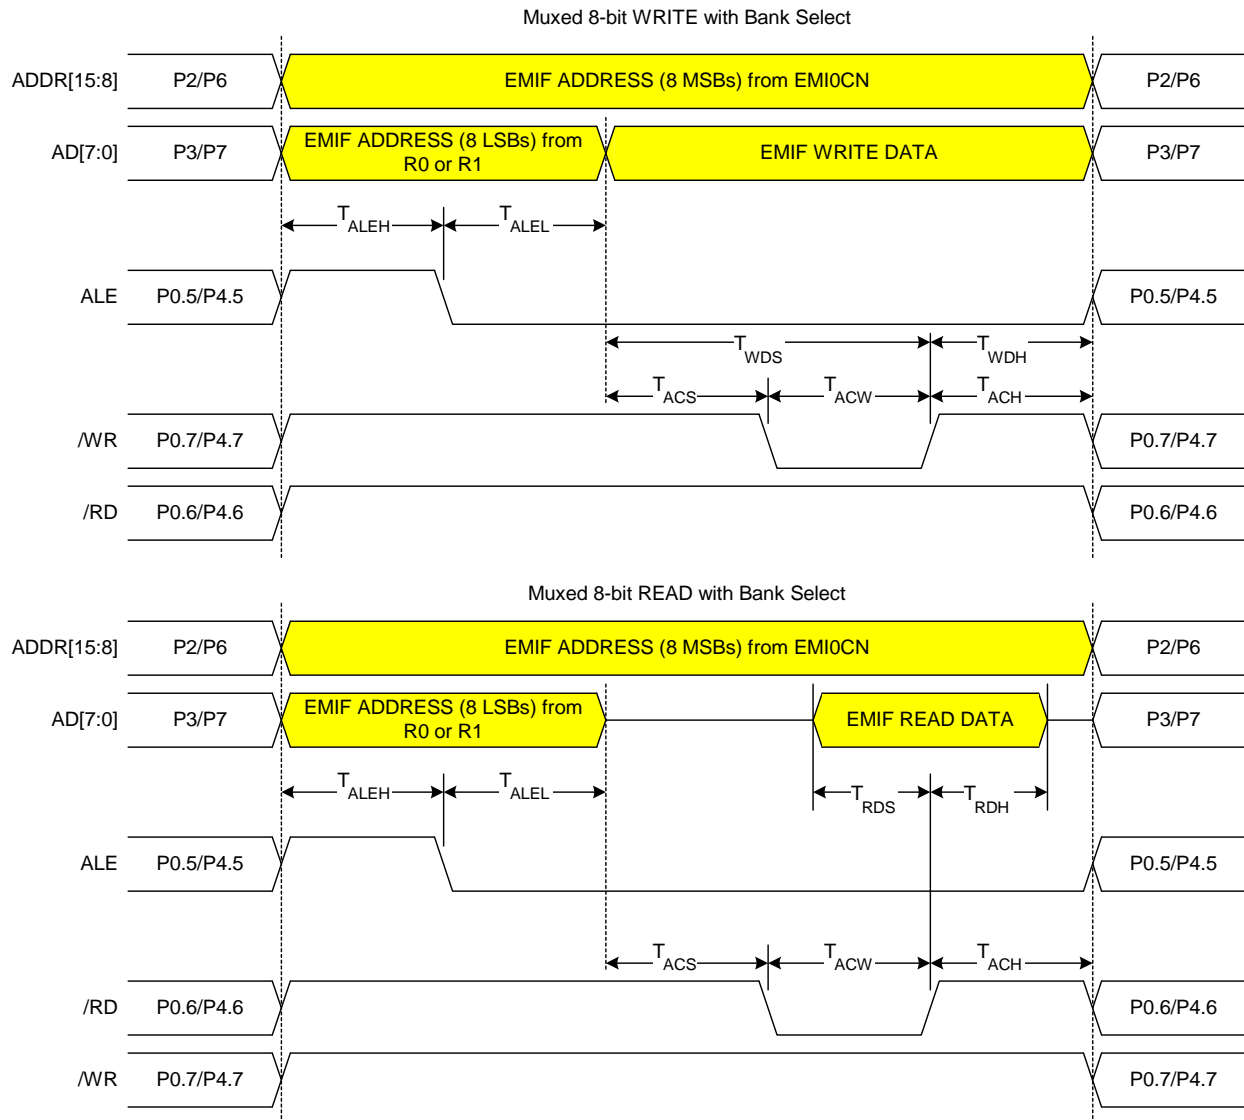 Muxed 8-bit WRITE with Bank Select
ADDR[15:8] P2/P6 EMIF ADDRESS (8 MSBs) from EMI0CN P2/P6
AD[7:0] P3/P7 EMIF ADDRESS (8 LSBs) from
R0 or R1 EMIF WRITE DATA P3/P7
TALEH TALEL
ALE P0.5/P4.5 P0.5/P4.5
TWDS TWDH
TACS TACW TACH
/WR P0.7/P4.7 P0.7/P4.7
/RD P0.6/P4.6 P0.6/P4.6
Muxed 8-bit READ with Bank Select
ADDR[15:8] P2/P6 EMIF ADDRESS (8 MSBs) from EMI0CN P2/P6
AD[7:0] P3/P7 EMIF ADDRESS (8 LSBs) from
R0 or R1 EMIF READ DATA P3/P7
TALEH TALEL TRDS TRDH
ALE P0.5/P4.5 P0.5/P4.5
TACS TACW TACH
/RD P0.6/P4.6 P0.6/P4.6
/WR P0.7/P4.7 P0.7/P4.7